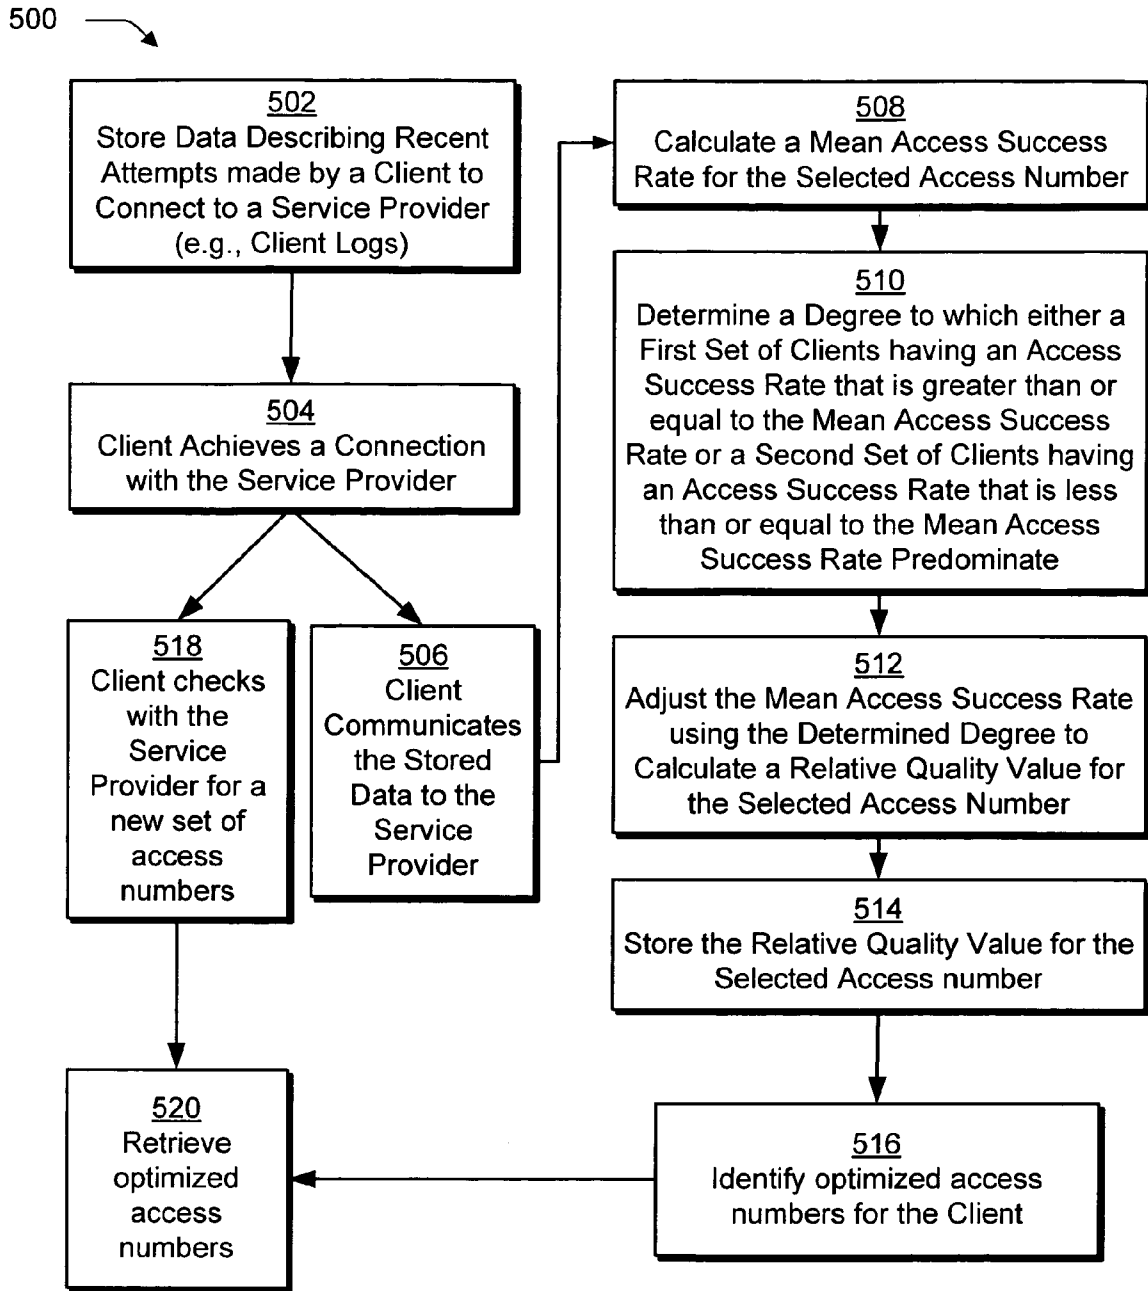 500
502
Store Data Describing Recent
Attempts made by a Client to
Connect to a Service Provider
(e.g., Client Logs)
504
Client Achieves a Connection
with the Service Provider
518
Client checks
with the
Service
Provider for a
new set of
access
numbers
506
Client
Communicates
the Stored
Data to the
Service
Provider
520
Retrieve
optimized
access
numbers
508
Calculate a Mean Access Success
Rate for the Selected Access Number
510
Determine a Degree to which either a
First Set of Clients having an Access
Success Rate that is greater than or
equal to the Mean Access Success
Rate or a Second Set of Clients having
an Access Success Rate that is less
than or equal to the Mean Access
Success Rate Predominate
512
Adjust the Mean Access Success Rate
using the Determined Degree to
Calculate a Relative Quality Value for
the Selected Access Number
514
Store the Relative Quality Value for the
Selected Access number
516
Identify optimized access
numbers for the Client